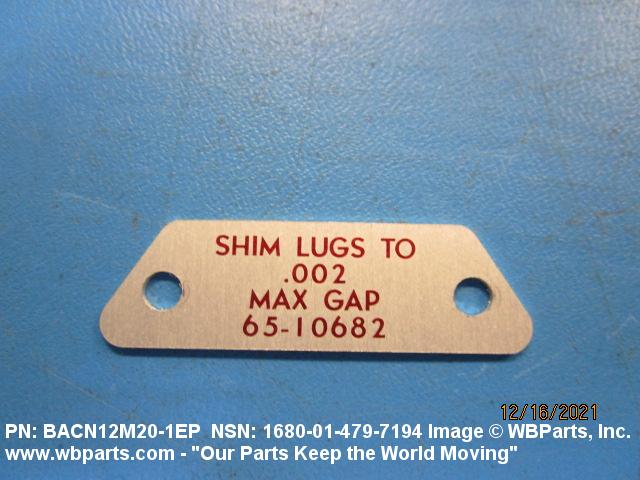 SHIM LUGS TO
.002
MAX GAP
65-10682
12/16/2021
PN: BACN12M20-1EP NSN: 1680-01-479-7194 Image © WBParts, Inc.
www.wbparts.com - "Our Parts Keep the World Moving"